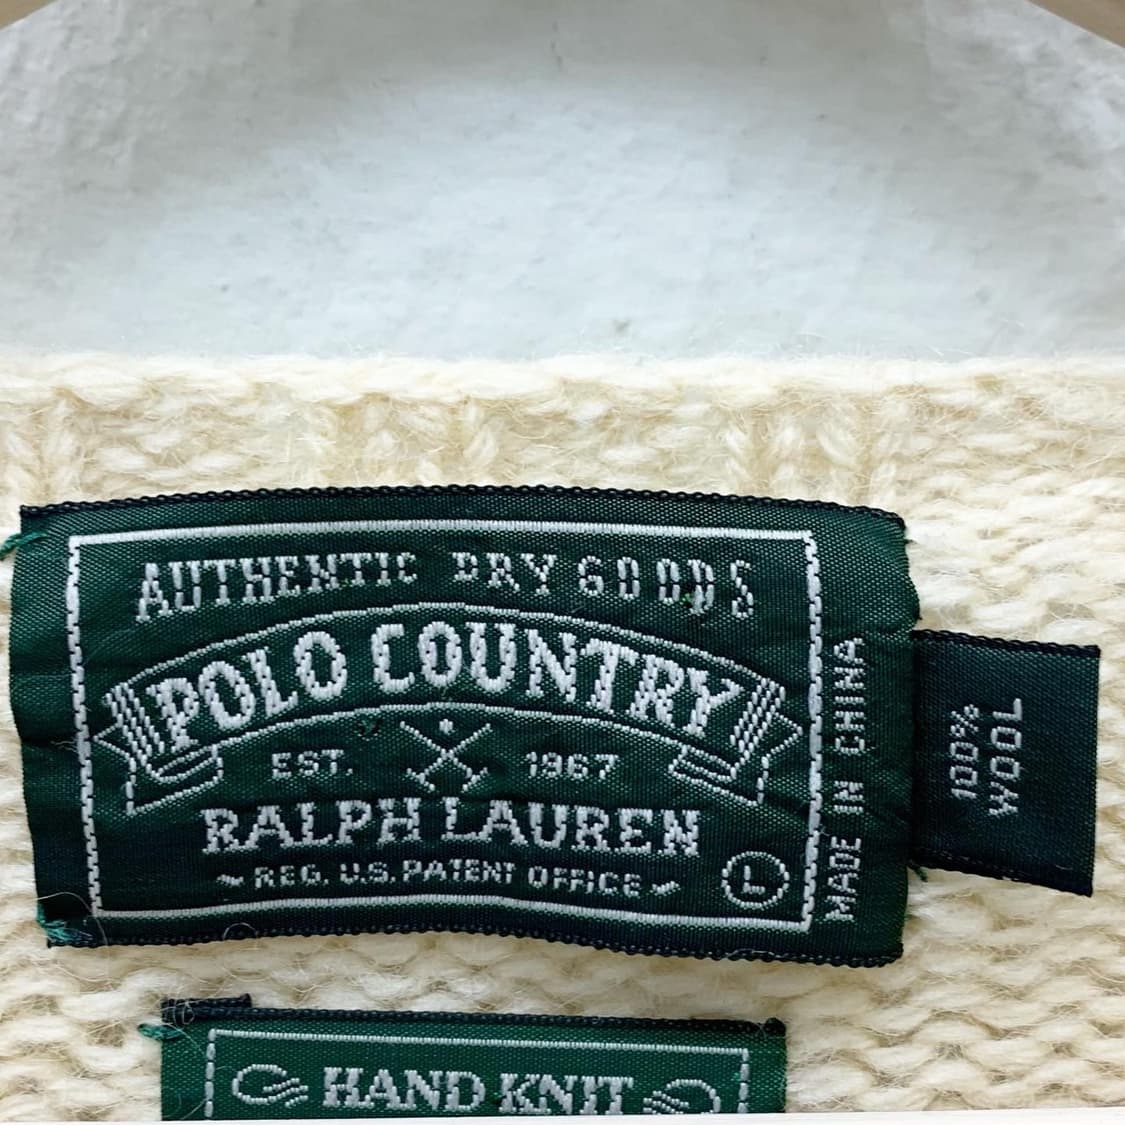 AUTHENTIC DRY GOODS
POLO COUNTRY
EST. 1967
RALPH LAUREN
~ REG. U.S. PATENT OFFICE ~
L
MADE IN CHINA
100%
WOOL
HAND KNIT